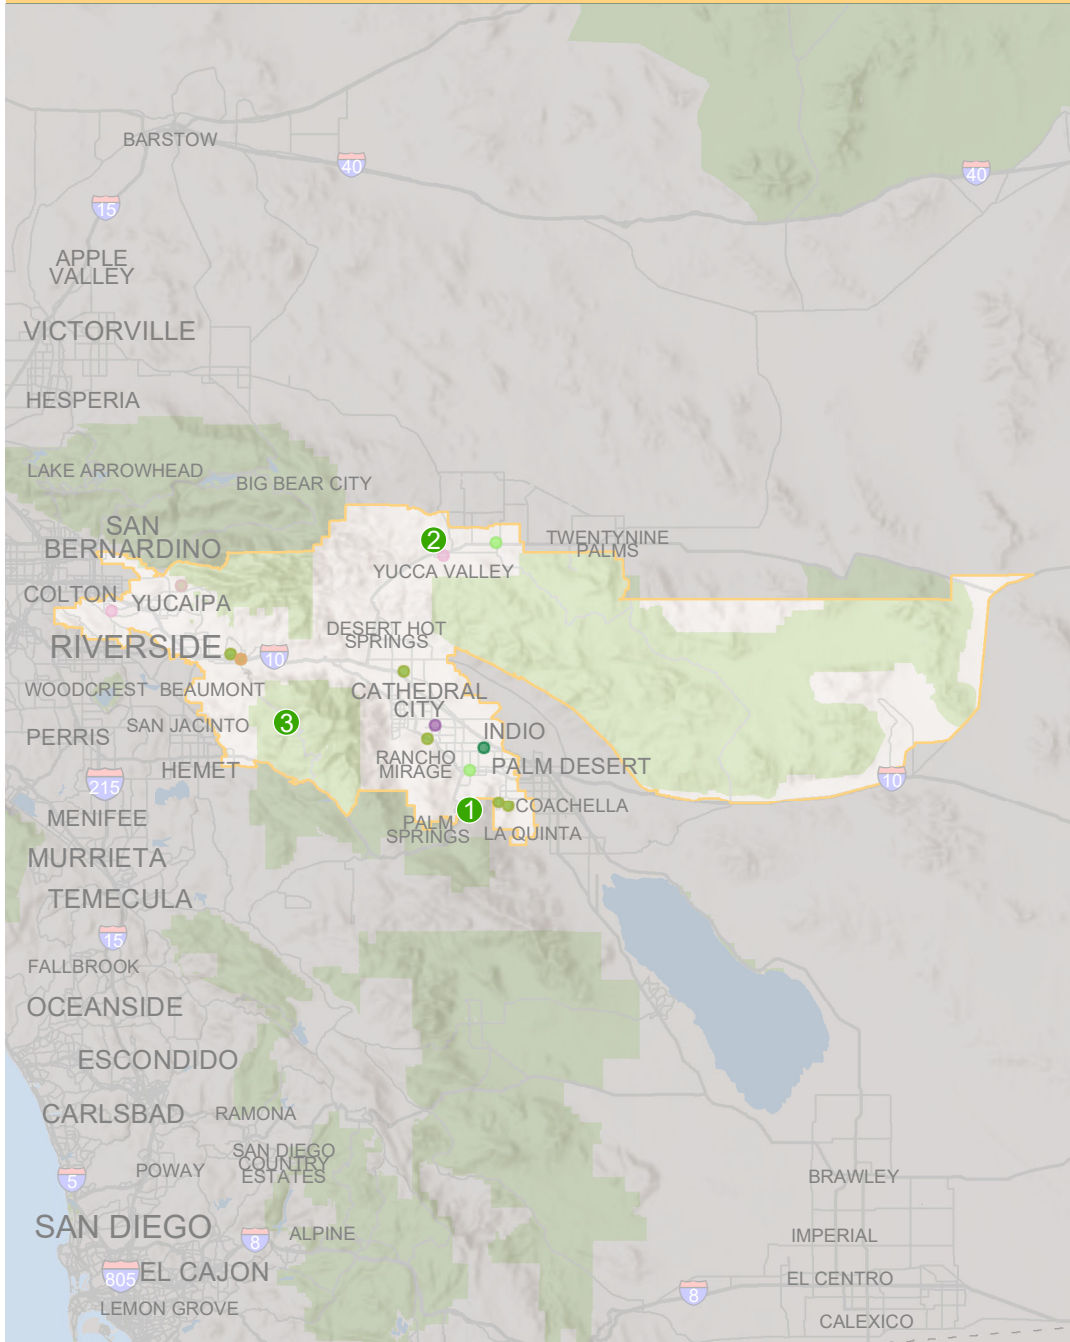 BARSTOW
40
40
15
APPLE
VALLEY
VICTORVILLE
HESPERIA
LAKE ARROWHEAD
BIG BEAR CITY
SAN
BERNARDINO
2
TWENTYNINE
PALMS
YUCCA VALLEY
COLTON
YUCAIPA
DESERT HOT
SPRINGS
RIVERSIDE
10
WOODCREST
BEAUMONT
CATHEDRAL
CITY
3
SAN JACINTO
PERRIS
INDIO
RANCHO
MIRAGE
PALM DESERT
HEMET
10
215
MENIFEE
1
COACHELLA
PALM
SPRINGS
LA QUINTA
MURRIETA
TEMECULA
15
FALLBROOK
OCEANSIDE
ESCONDIDO
CARLSBAD
RAMONA
SAN DIEGO
COUNTRY
ESTATES
POWAY
5
BRAWLEY
SAN DIEGO
8
ALPINE
IMPERIAL
805
EL CAJON
EL CENTRO
8
LEMON GROVE
CALEXICO